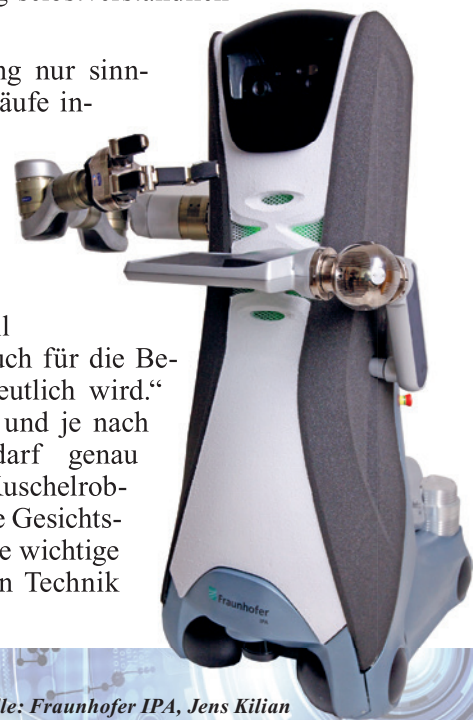 ng nur sinn-
äufe in-
uch für die Be-
eutlich wird.“
und je nach
darf genau
Kuschelrob-
e Gesichts-
e wichtige
n Technik
Fraunhofer
IPA
lle: Fraunhofer IPA, Jens Kilian